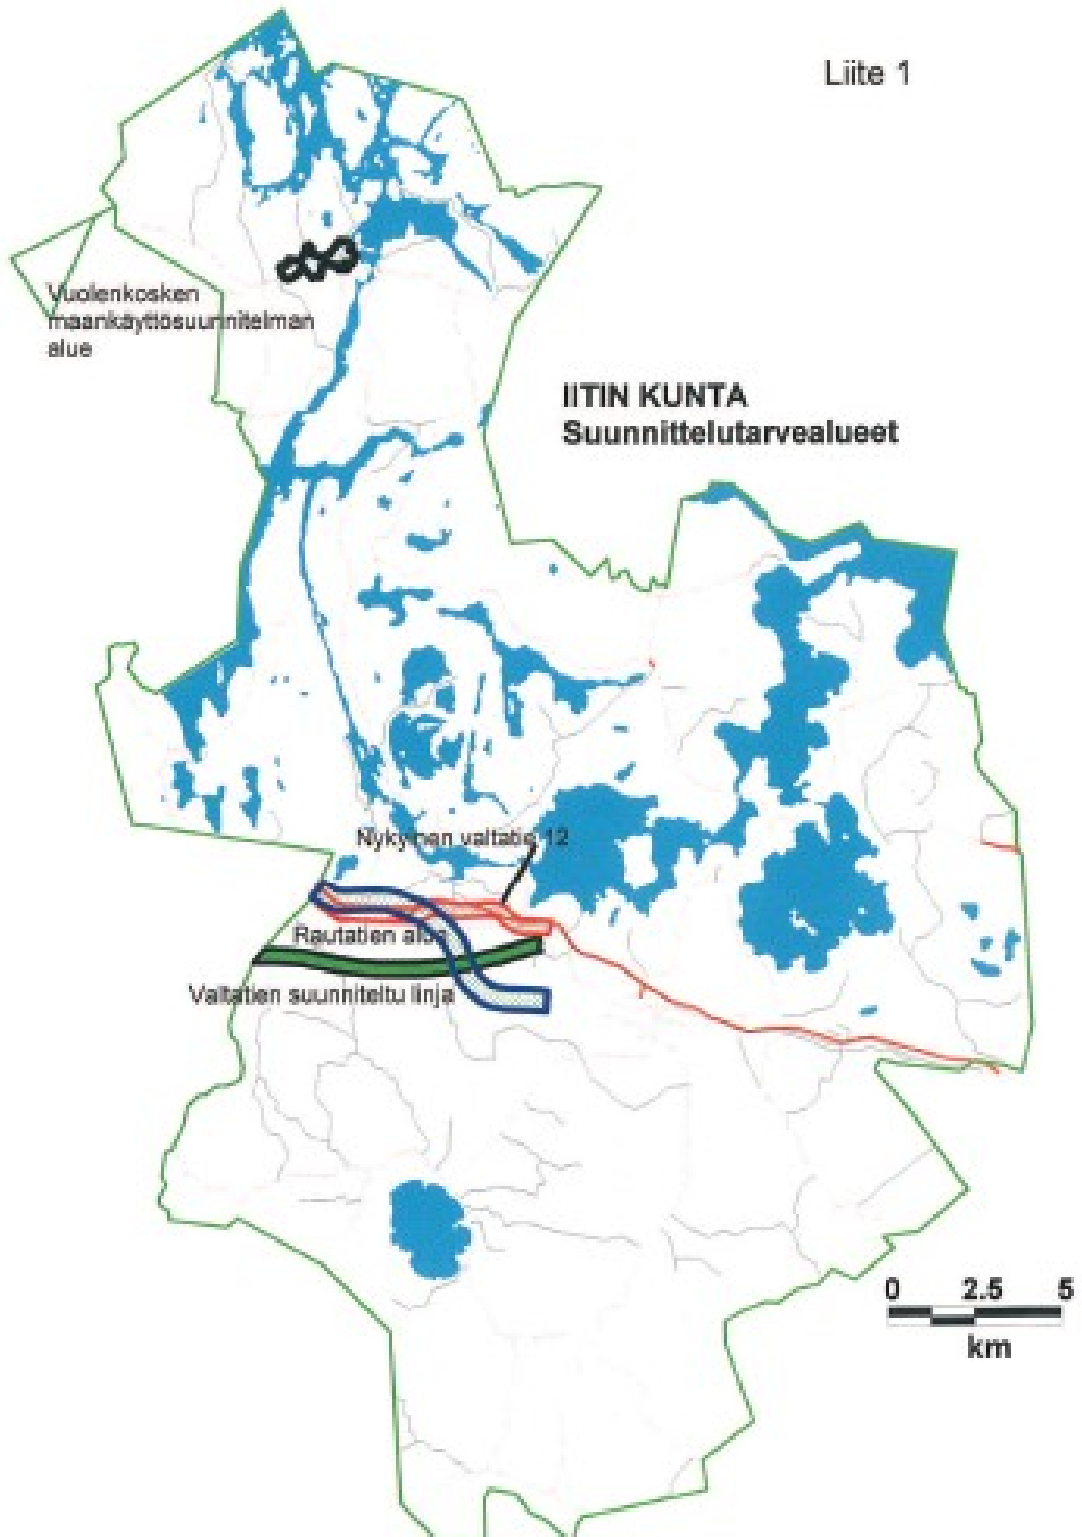 Liite 1
Vuolenkosken
maankäyttösuunnitelman
alue
IITIN KUNTA
Suunnittelutarvealueet
Nykyinen valtatie 12
Rautatien alue
Valtatien suunniteltu linja
0 2.5 5
km